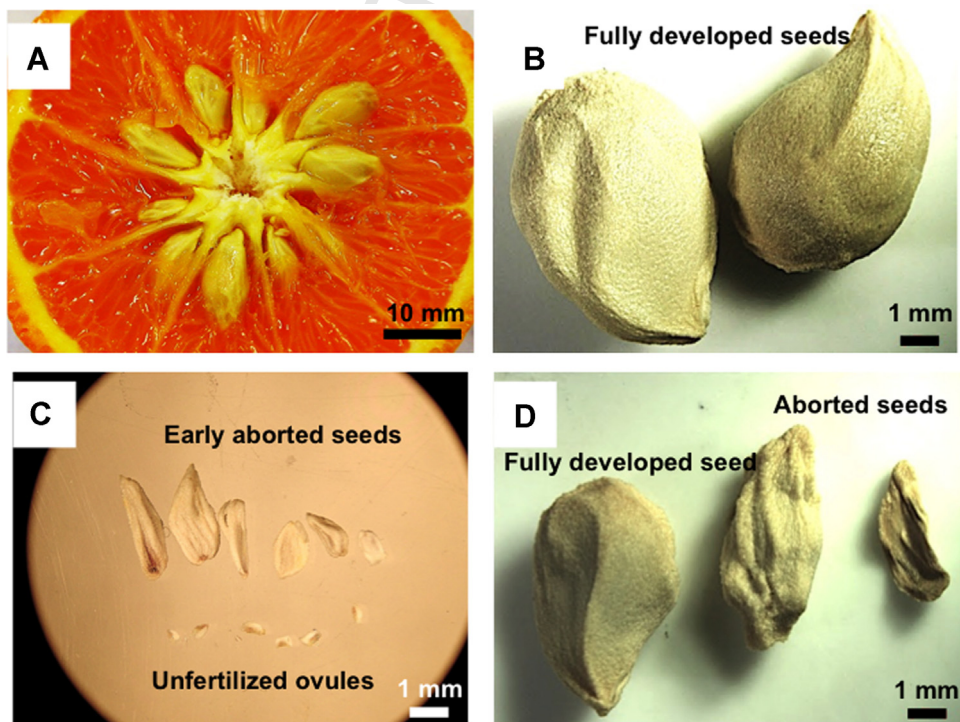 A
10 mm
Fully developed seeds
B
1 mm
C
Early aborted seeds
Unfertilized ovules
1 mm
D
Aborted seeds
Fully developed seed
1 mm